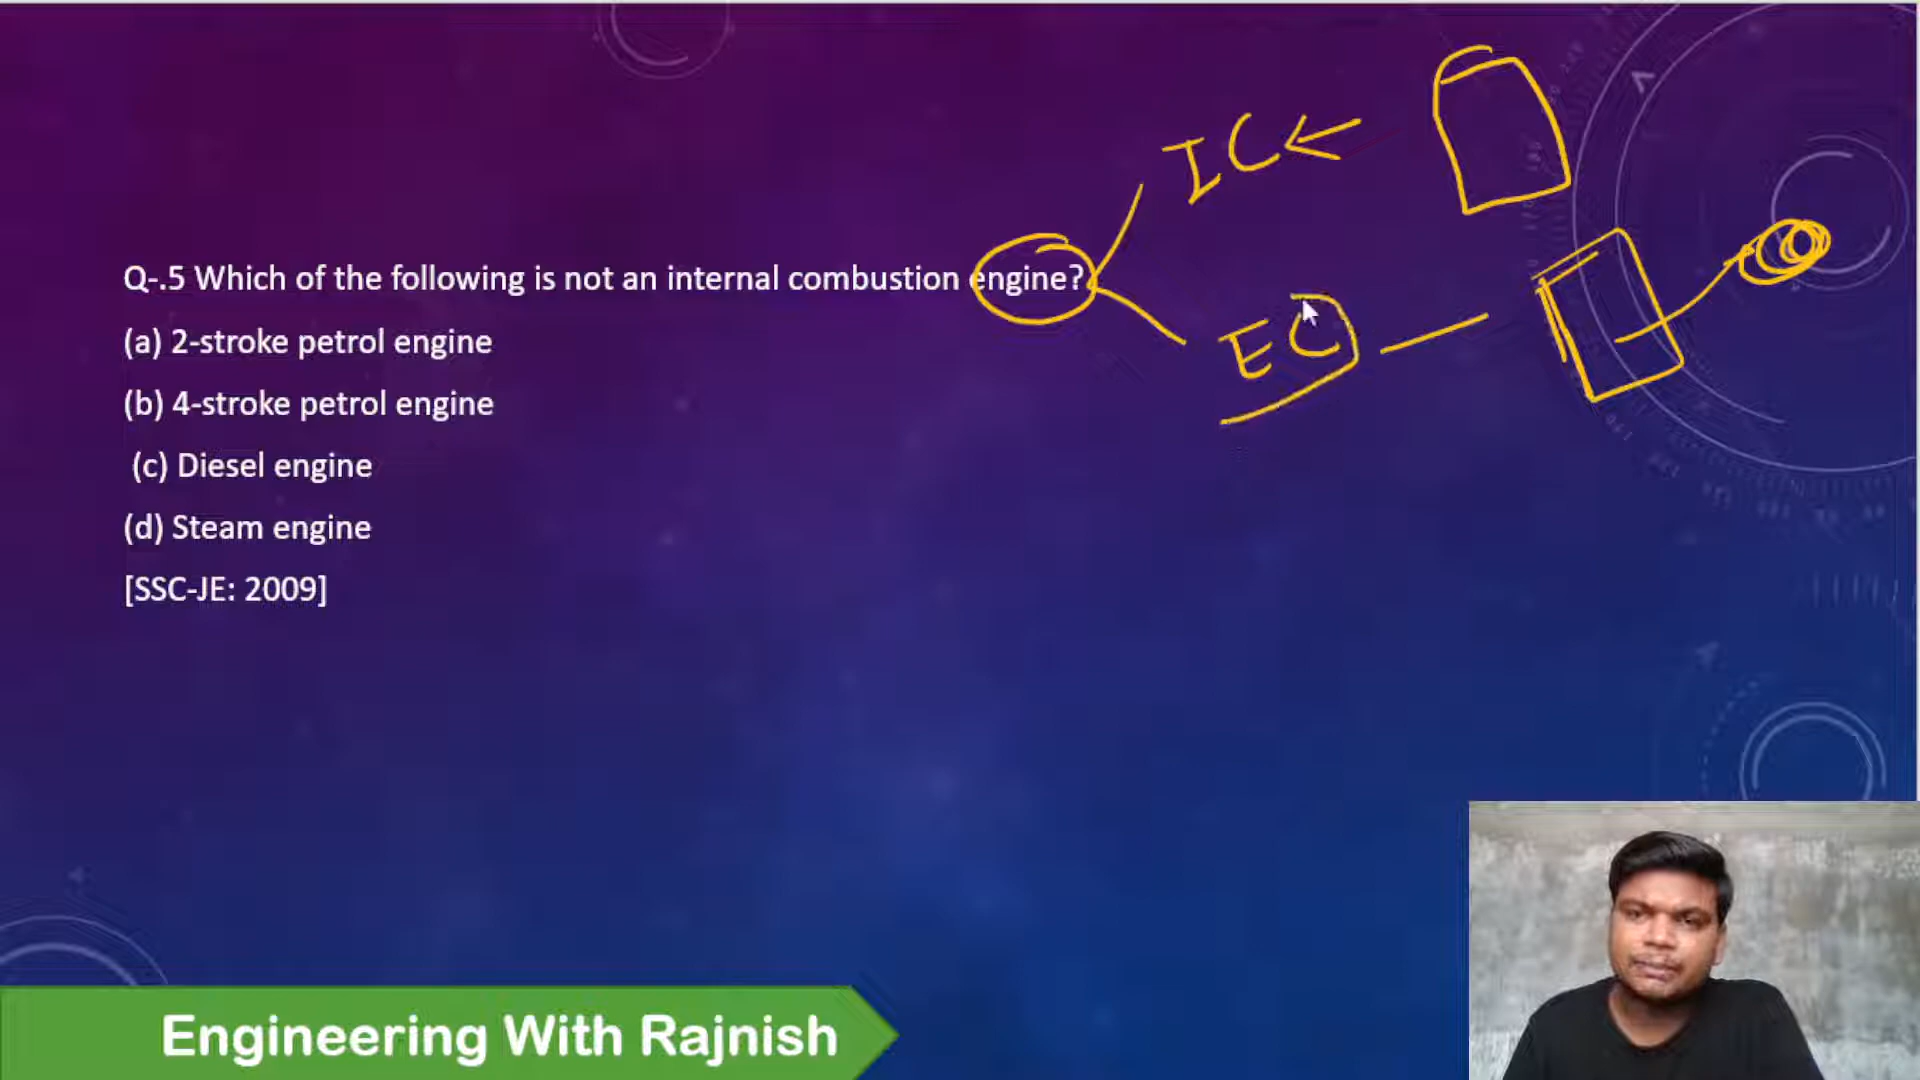 IC
Q-.5 Which of the following is not an internal combustion engine?
EC
(a) 2-stroke petrol engine
(b) 4-stroke petrol engine
(c) Diesel engine
(d) Steam engine
[SSC-JE: 2009]
Engineering With Rajnish